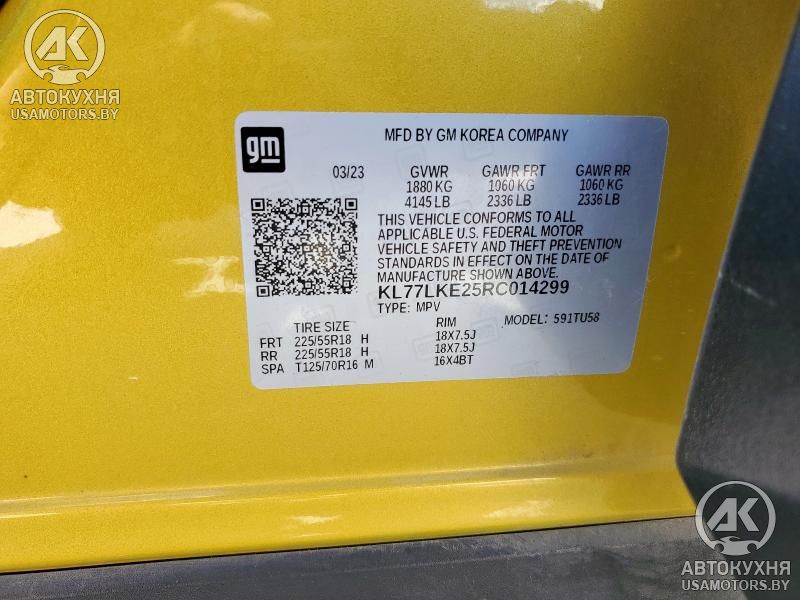 АК
АВТОКУХНЯ
USAMOTORS.BY
gm
MFD BY GM KOREA COMPANY
03/23 GVWR GAWR FRT GAWR RR
1880 KG 1060 KG 1060 KG
4145 LB 2336 LB 2336 LB
THIS VEHICLE CONFORMS TO ALL
APPLICABLE U.S. FEDERAL MOTOR
VEHICLE SAFETY AND THEFT PREVENTION
STANDARDS IN EFFECT ON THE DATE OF
MANUFACTURE SHOWN ABOVE.
KL77LKE25RC014299
TYPE: MPV
TIRE SIZE RIM MODEL: 591TU58
FRT 225/55R18 H 18X7.5J
RR 225/55R18 H 18X7.5J
SPA T125/70R16 M 16X4BT
АК
АВТОКУХНЯ
USAMOTORS.BY